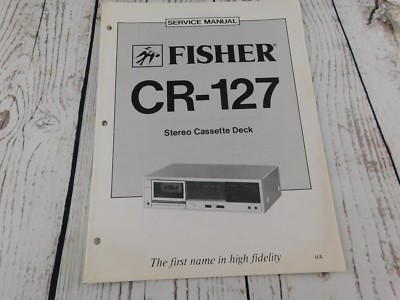 SERVICE MANUAL
FISHER®
CR-127
Stereo Cassette Deck
The first name in high fidelity